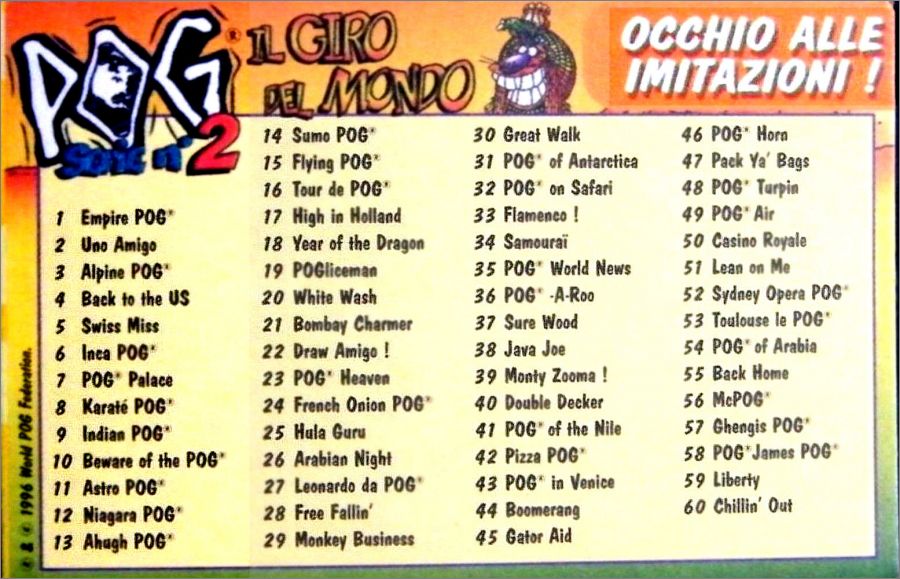 POG®
Serie n° 2
IL GIRO
DEL MONDO
OCCHIO ALLE
IMITAZIONI !
1 Empire POG®
2 Uno Amigo
3 Alpine POG®
4 Back to the US
5 Swiss Miss
6 Inca POG®
7 POG® Palace
8 Karaté POG®
9 Indian POG®
10 Beware of the POG®
11 Astro POG®
12 Niagara POG®
13 Ahugh POG®
14 Sumo POG®
15 Flying POG®
16 Tour de POG®
17 High in Holland
18 Year of the Dragon
19 POGliceman
20 White Wash
21 Bombay Charmer
22 Draw Amigo !
23 POG® Heaven
24 French Onion POG®
25 Hula Guru
26 Arabian Night
27 Leonardo da POG®
28 Free Fallin'
29 Monkey Business
30 Great Walk
31 POG® of Antarctica
32 POG® on Safari
33 Flamenco !
34 Samouraï
35 POG® World News
36 POG® -A-Roo
37 Sure Wood
38 Java Joe
39 Monty Zooma !
40 Double Decker
41 POG® of the Nile
42 Pizza POG®
43 POG® in Venice
44 Boomerang
45 Gator Aid
46 POG® Horn
47 Pack Ya' Bags
48 POG® Turpin
49 POG® Air
50 Casino Royale
51 Lean on Me
52 Sydney Opera POG®
53 Toulouse le POG®
54 POG® of Arabia
55 Back Home
56 McPOG®
57 Ghengis POG®
58 POG®James POG®
59 Liberty
60 Chillin' Out
® & © 1996 World POG Federation.